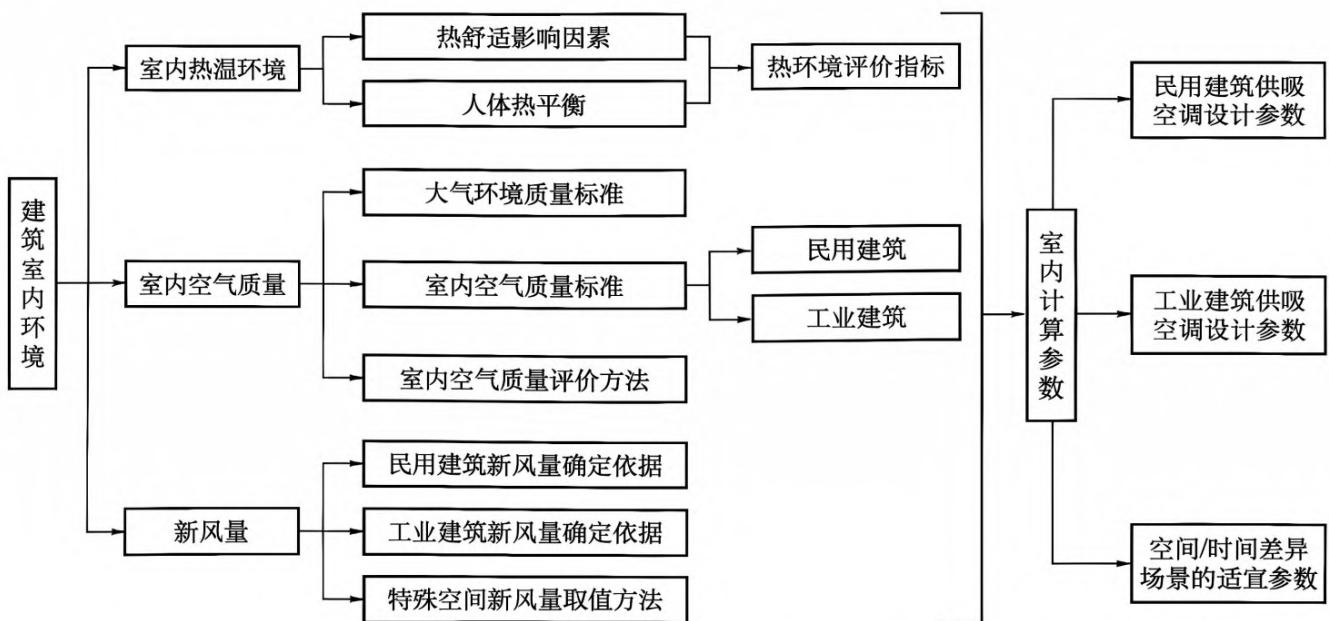 建筑室内环境
室内热温环境
热舒适影响因素
人体热平衡
热环境评价指标
室内空气质量
大气环境质量标准
室内空气质量标准
民用建筑
工业建筑
室内空气质量评价方法
新风量
民用建筑新风量确定依据
工业建筑新风量确定依据
特殊空间新风量取值方法
室内计算参数
民用建筑供吸
空调设计参数
工业建筑供吸
空调设计参数
空间/时间差异
场景的适宜参数